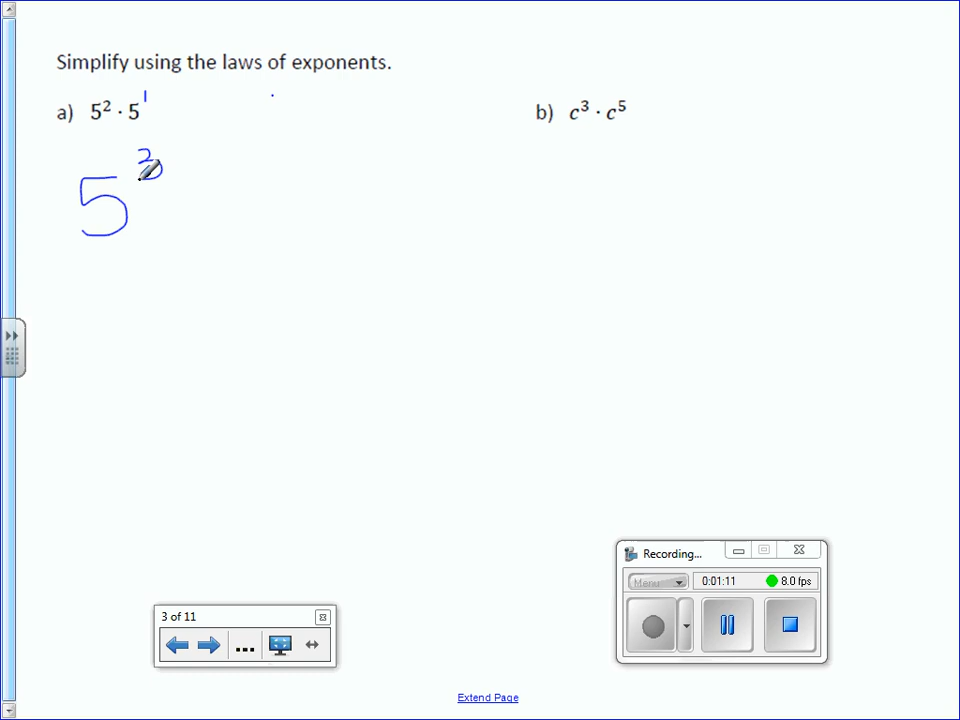 Simplify using the laws of exponents.
a) 5² · 5¹
b) c³ · c⁵
5³
3 of 11
...
Recording...
Menu
0:01:11
8.0 fps
Extend Page